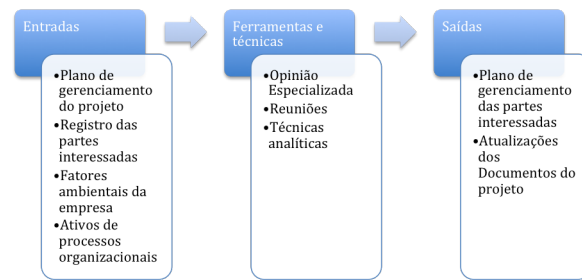 Entradas
•Plano de
gerenciamento
do projeto
•Registro das
partes
interessadas
•Fatores
ambientais da
empresa
•Ativos de
processos
organizacionais
Ferramentas e
técnicas
•Opinião
Especializada
•Reuniões
•Técnicas
analíticas
Saídas
•Plano de
gerenciamento
das partes
interessadas
•Atualizações
dos
Documentos do
projeto